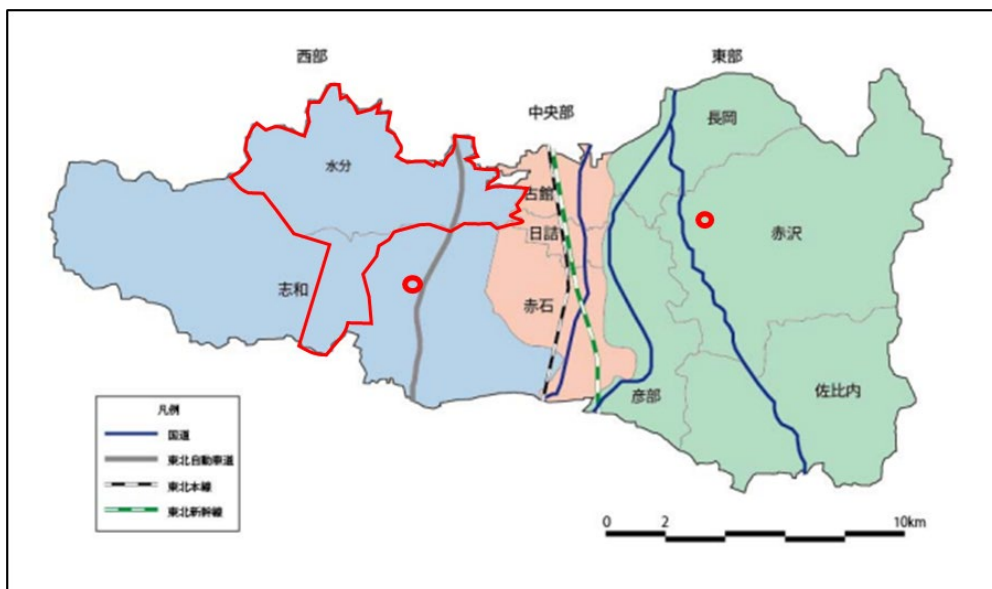 西部
中央部
東部
水分
長岡
古館
日詰
赤沢
志和
赤石
彦部
佐比内
凡例
国道
東北自動車道
東北本線
東北新幹線
0 2 10km